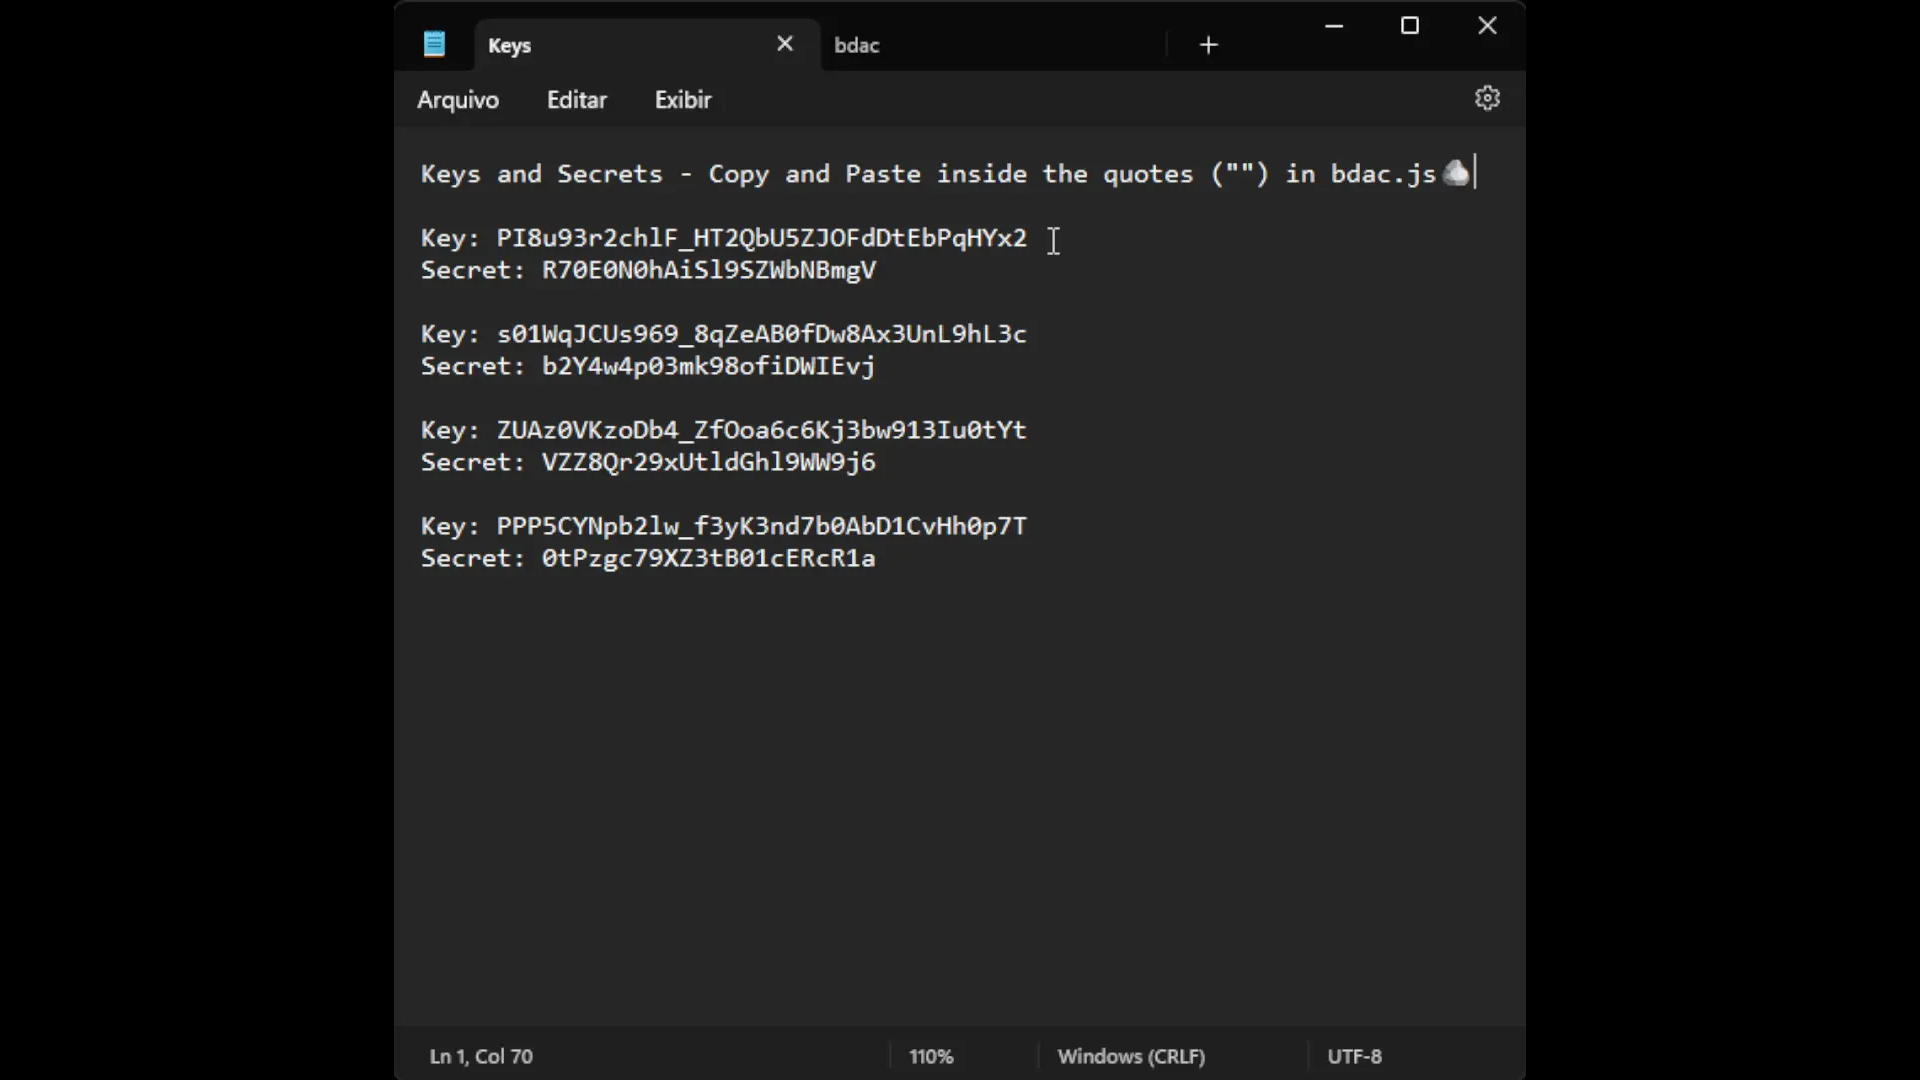 Keys
bdac
Arquivo
Editar
Exibir
Keys and Secrets - Copy and Paste inside the quotes ("") in bdac.js
Key: PI8u93r2chlF_HT2QbU5ZJOFdDtEbPqHYx2
Secret: R70E0N0hAiSl9SZWbNBmgV
Key: s01WqJCUs969_8qZeAB0fDw8Ax3UnL9hL3c
Secret: b2Y4w4p03mk98ofiDWIEvj
Key: ZUAz0VKzoDb4_ZfOoa6c6Kj3bw913Iu0tYt
Secret: VZZ8Qr29xUtldGhl9WW9j6
Key: PPP5CYNpb2lw_f3yK3nd7b0AbD1CvHh0p7T
Secret: 0tPzgc79XZ3tB01cERcR1a
Ln 1, Col 70
110%
Windows (CRLF)
UTF-8